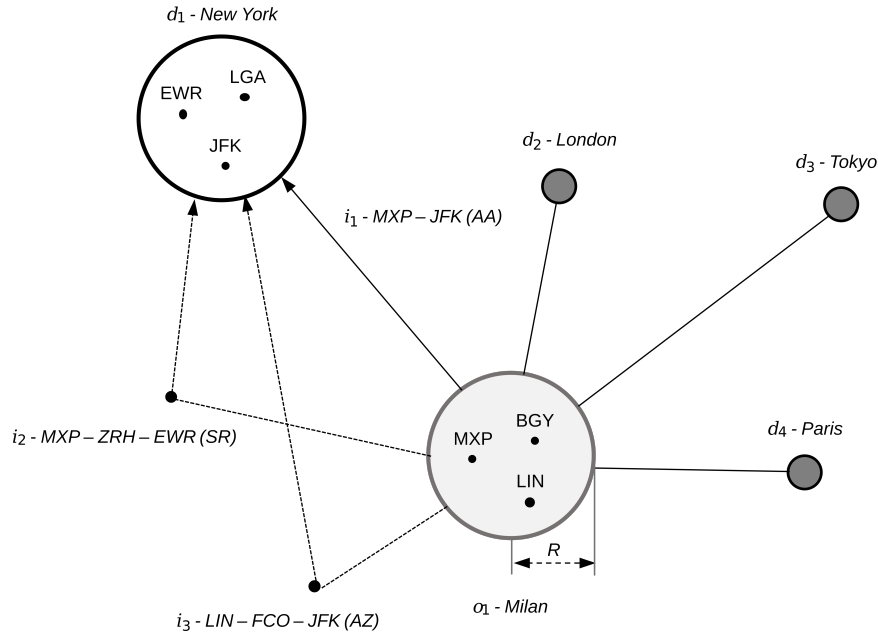 d1 - New York
LGA
EWR
JFK
d2 - London
d3 - Tokyo
i1 - MXP – JFK (AA)
BGY
MXP
d4 - Paris
i2 - MXP – ZRH – EWR (SR)
LIN
R
o1 - Milan
i3 - LIN – FCO – JFK (AZ)